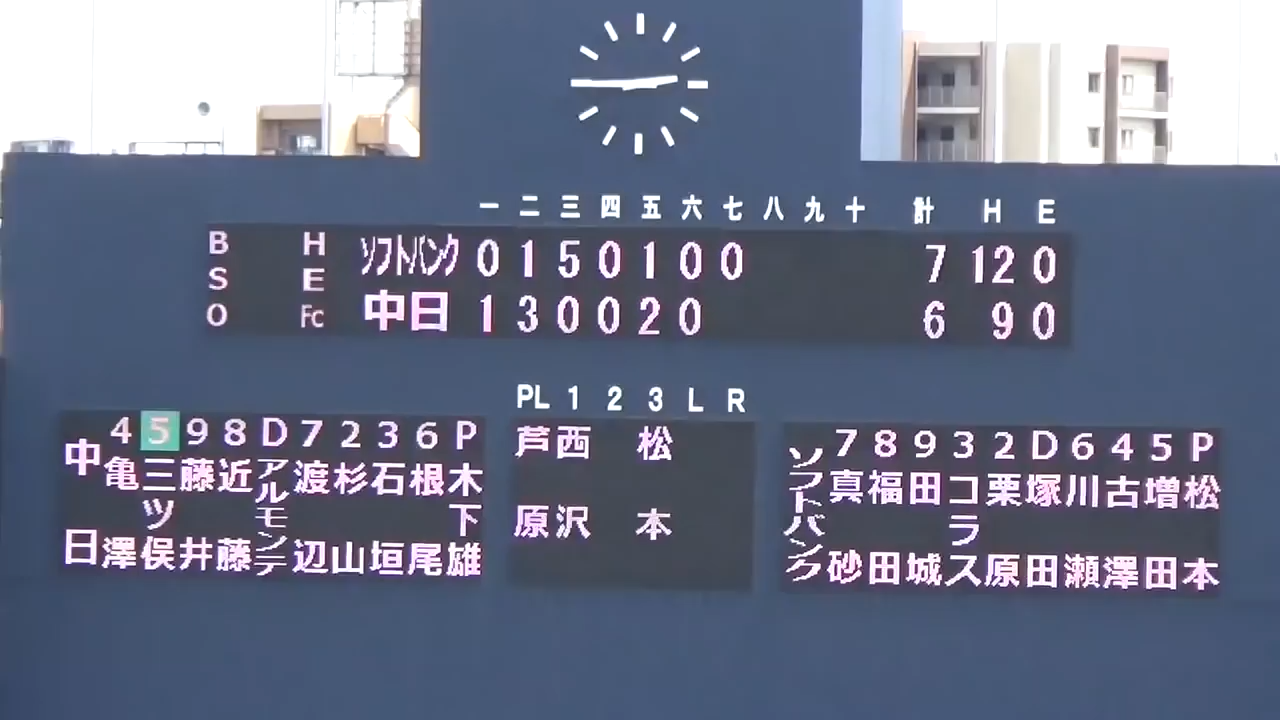 一 二 三 四 五 六 七 八 九 十 計 H E
B H ソフトバンク 0 1 5 0 1 0 0 7 12 0
S E
O Fc 中日 1 3 0 0 2 0 6 9 0
PL 1 2 3 L R
芦原 西沢 松本
4 5 9 8 D 7 2 3 6 P
中日 亀澤 三ツ俣 藤井 近藤 アルモンテ 渡辺 杉山 石垣 根尾 木下雄
7 8 9 3 2 D 6 4 5 P
ソフトバンク 真砂 福田 田城 コラス 栗原 塚田 川瀬 古澤 増田 松本